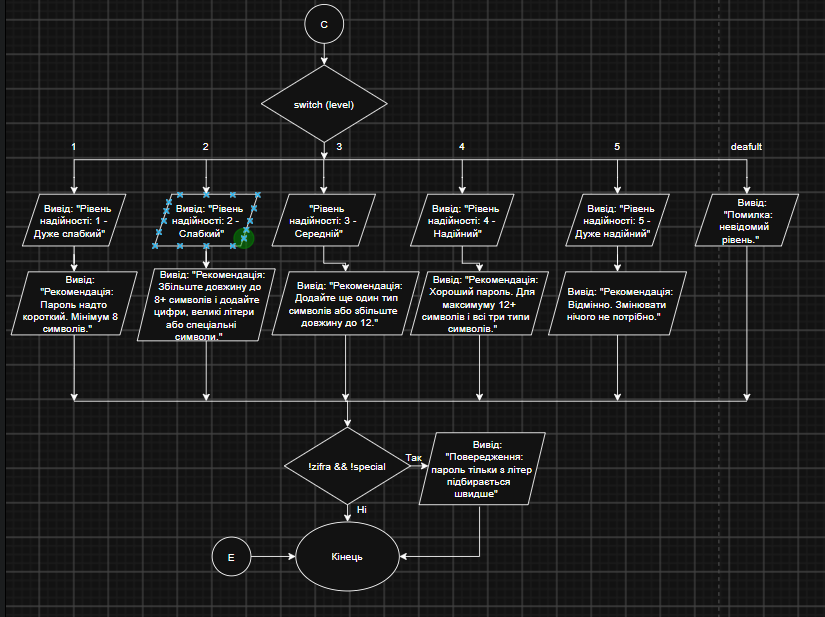 C
switch (level)
1
2
3
4
5
deafult
Вивід: "Рівень
надійності: 1 -
Дуже слабкий"
Вивід: "Рівень
надійності: 2 -
Слабкий"
"Рівень
надійності: 3 -
Середній"
Вивід: "Рівень
надійності: 4 -
Надійний"
Вивід: "Рівень
надійності: 5 -
Дуже надійний"
Вивід:
"Помилка:
невідомий
рівень."
Вивід:
"Рекомендація:
Пароль надто
короткий. Мінімум 8
символів."
Вивід: "Рекомендація:
Збільште довжину до
8+ символів і додайте
цифри, великі літери
або спеціальні
символи."
Вивід: "Рекомендація:
Додайте ще один тип
символів або збільште
довжину до 12."
Вивід: "Рекомендація:
Хороший пароль. Для
максимуму 12+
символів і всі три типи
символів."
Вивід: "Рекомендація:
Відмінно. Змінювати
нічого не потрібно."
!zifra && !special
Так
Вивід:
"Повередження:
пароль тільки з літер
підбирається
швидше"
Ні
E
Кінець